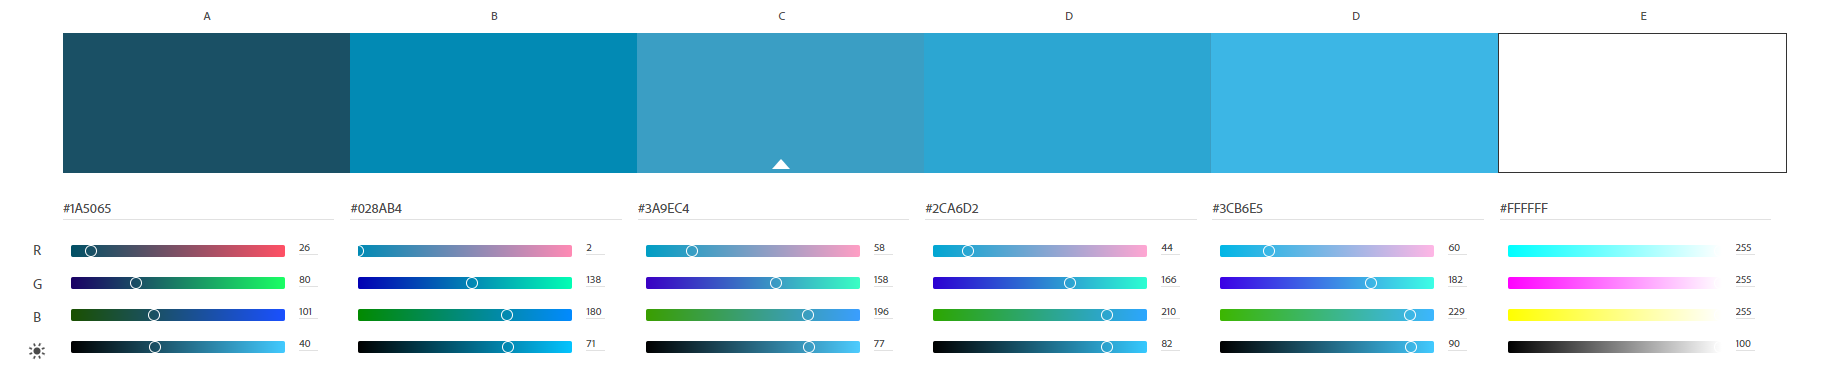 A B C D D E
#1A5065 #028AB4 #3A9EC4 #2CA6D2 #3CB6E5 #FFFFFF
R 26 2 58 44 60 255
G 80 138 158 166 182 255
B 101 180 196 210 229 255
40 71 77 82 90 100